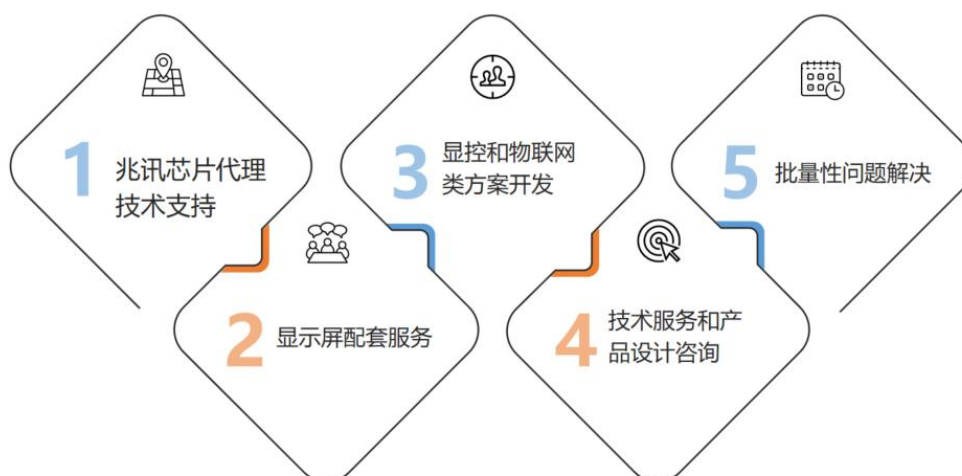 1
兆讯芯片代理
技术支持
2
显示屏配套服务
3
显控和物联网
类方案开发
4
技术服务和产
品设计咨询
5
批量性问题解决